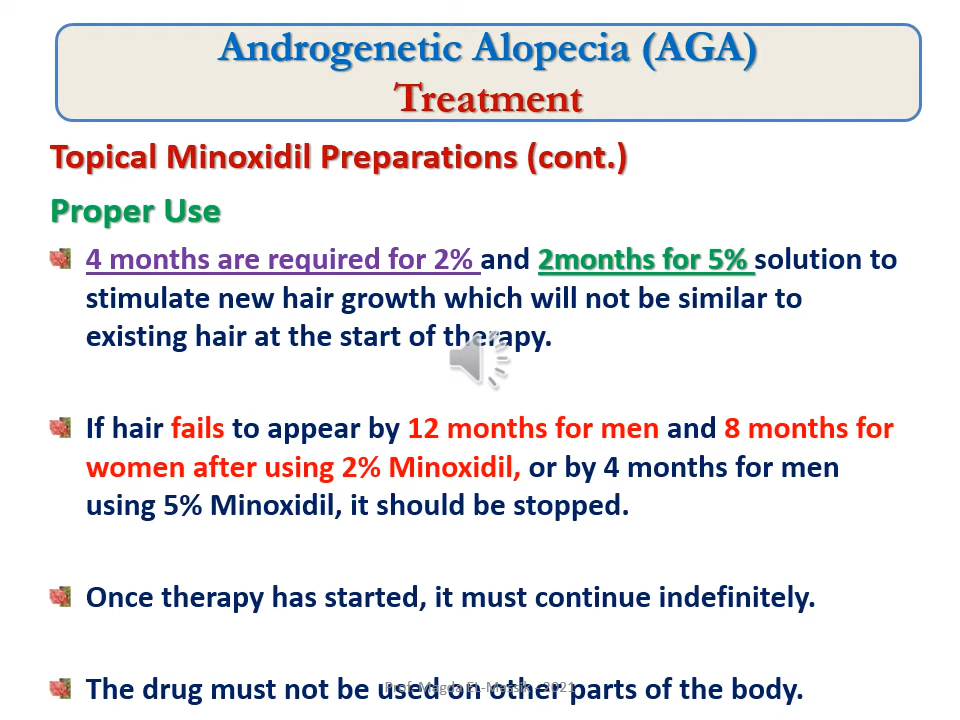 Androgenetic Alopecia (AGA)
Treatment
Topical Minoxidil Preparations (cont.)
Proper Use
4 months are required for 2% and 2months for 5% solution to
stimulate new hair growth which will not be similar to
existing hair at the start of therapy.
If hair fails to appear by 12 months for men and 8 months for
women after using 2% Minoxidil, or by 4 months for men
using 5% Minoxidil, it should be stopped.
Once therapy has started, it must continue indefinitely.
The drug must not be used on other parts of the body.
Prof. Magda 2021